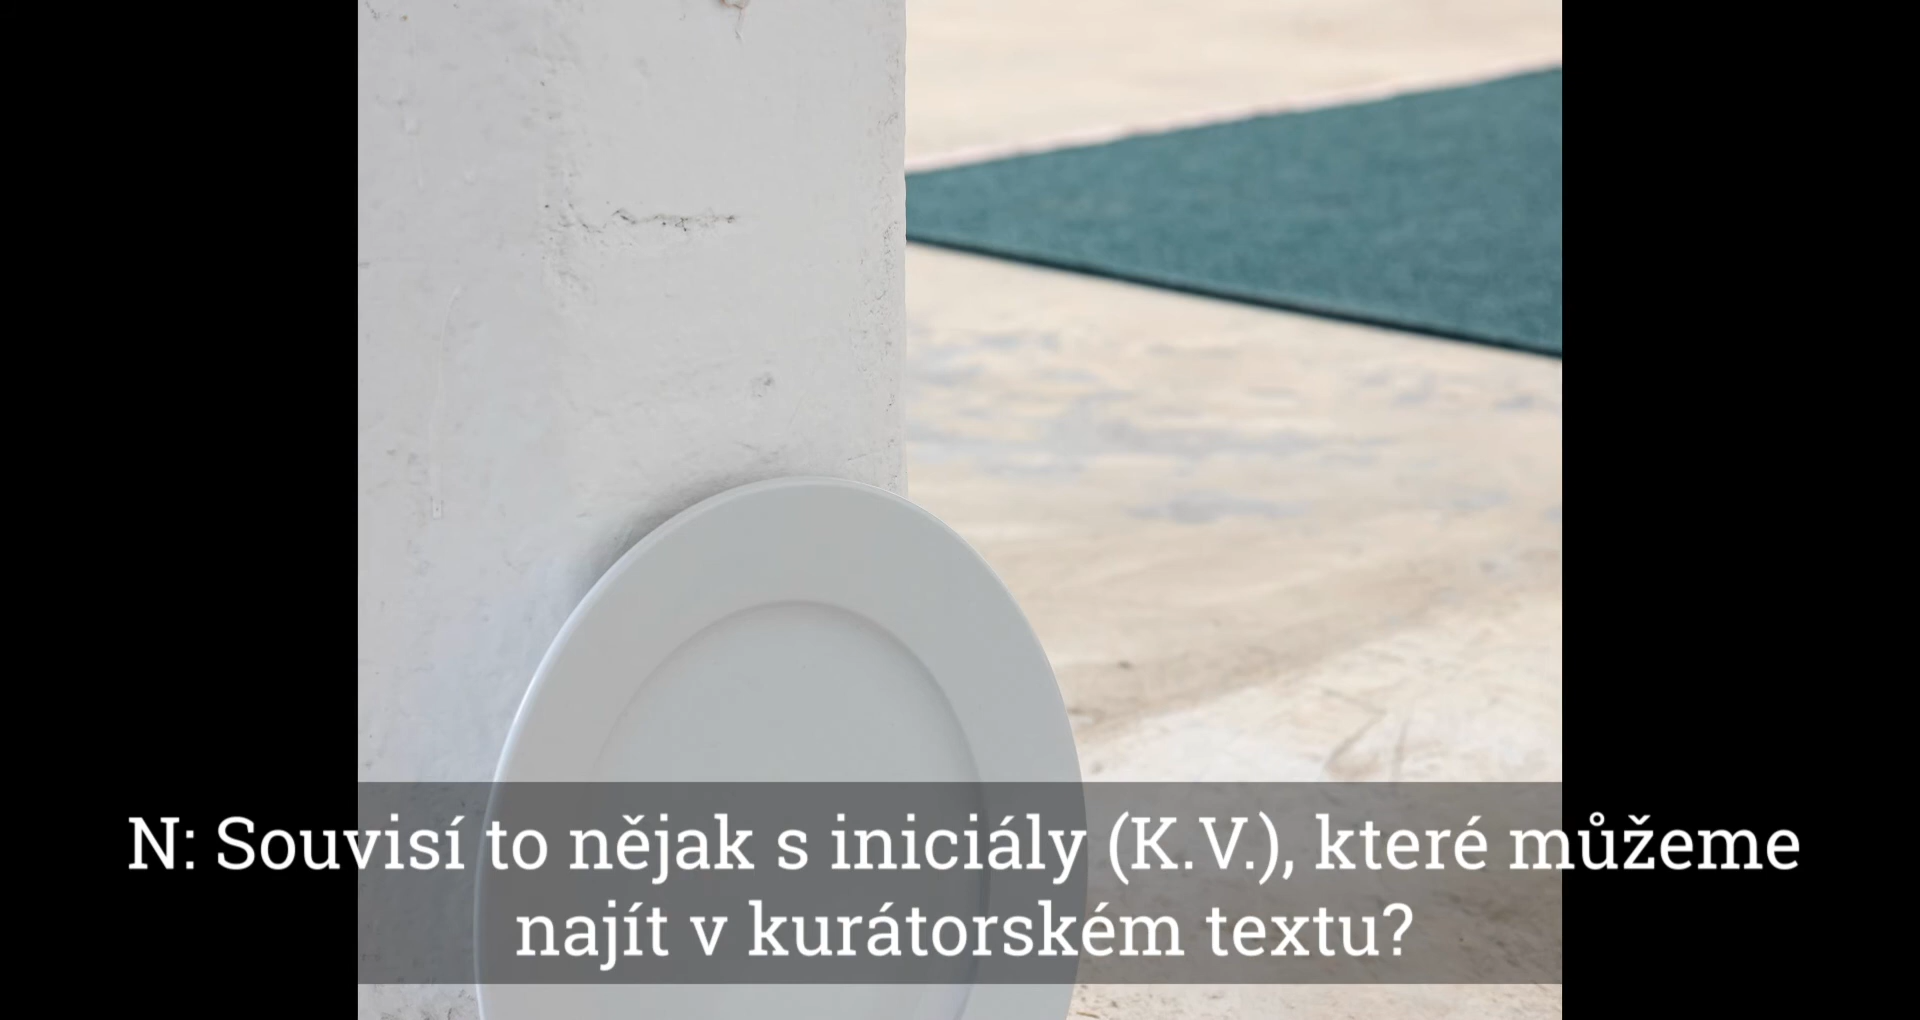 N: Souvisí to nějak s iniciály (K.V.), které můžeme
najít v kurátorském textu?